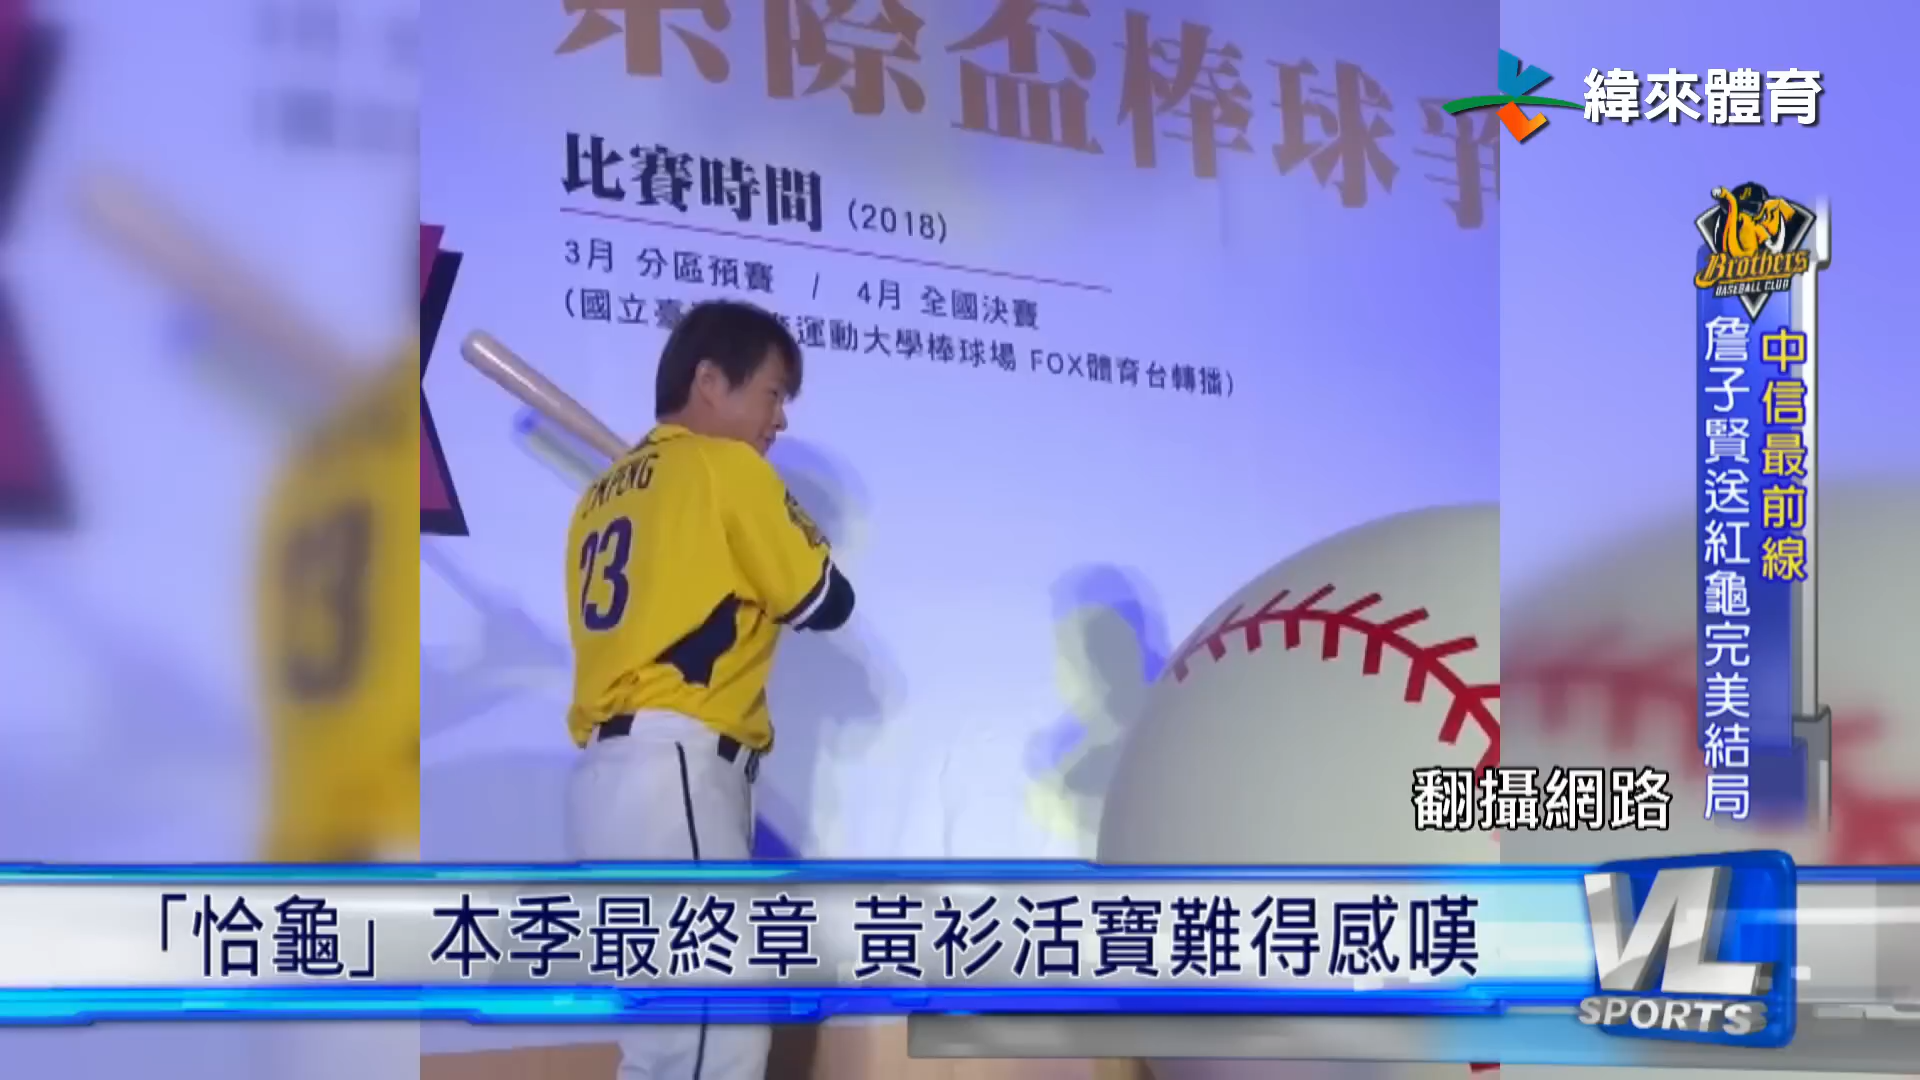 際盃棒球爭
比賽時間 (2018)
3月 分區預賽 / 4月 全國決賽
(國立臺 運動大學棒球場 FOX體育台轉播)
緯來體育
Brothers
BASEBALL CLUB
中信最前線
詹子賢送紅龜完美結局
PENG
23
翻攝網路
「恰龜」本季最終章 黃衫活寶難得感嘆
VL
SPORTS